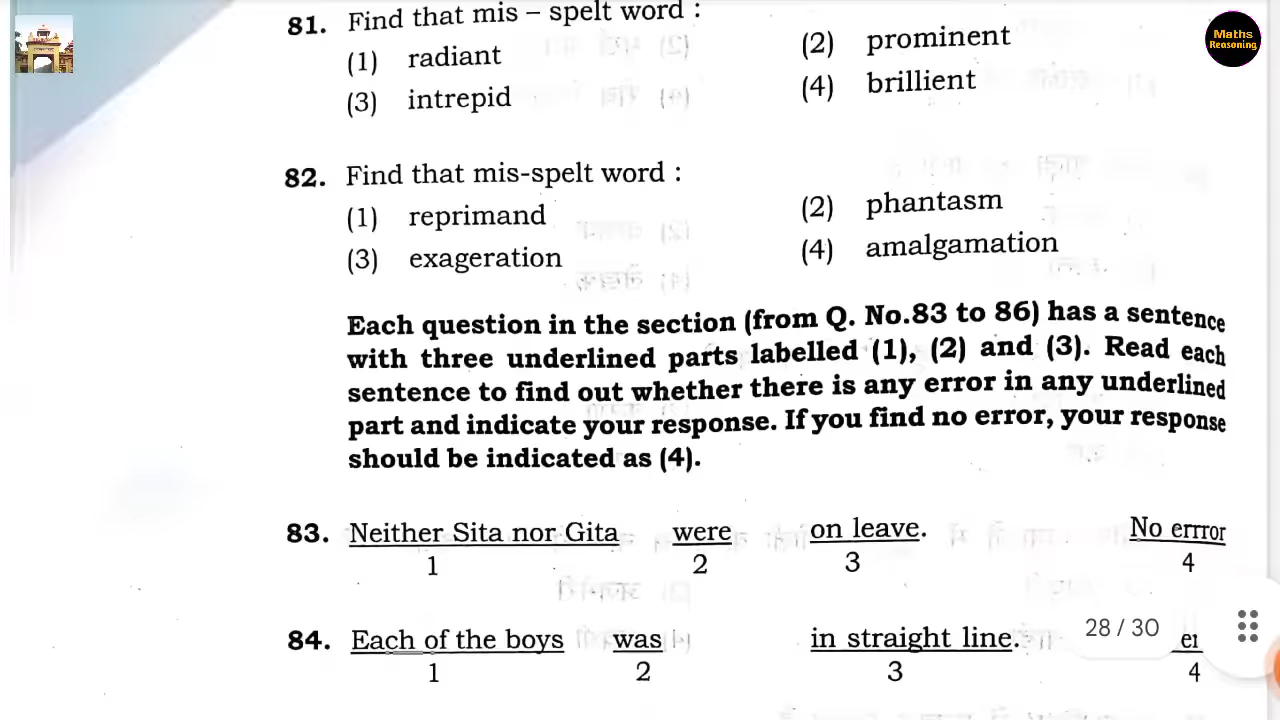 Maths
Reasoning
81. Find that mis – spelt word :
(1) radiant (2) prominent
(3) intrepid (4) brillient
82. Find that mis-spelt word :
(1) reprimand (2) phantasm
(3) exageration (4) amalgamation
Each question in the section (from Q. No.83 to 86) has a sentence
with three underlined parts labelled (1), (2) and (3). Read each
sentence to find out whether there is any error in any underlined
part and indicate your response. If you find no error, your response
should be indicated as (4).
83. Neither Sita nor Gita were on leave. No errror
1 2 3 4
84. Each of the boys was in straight line.
1 2 3 4
28 / 30